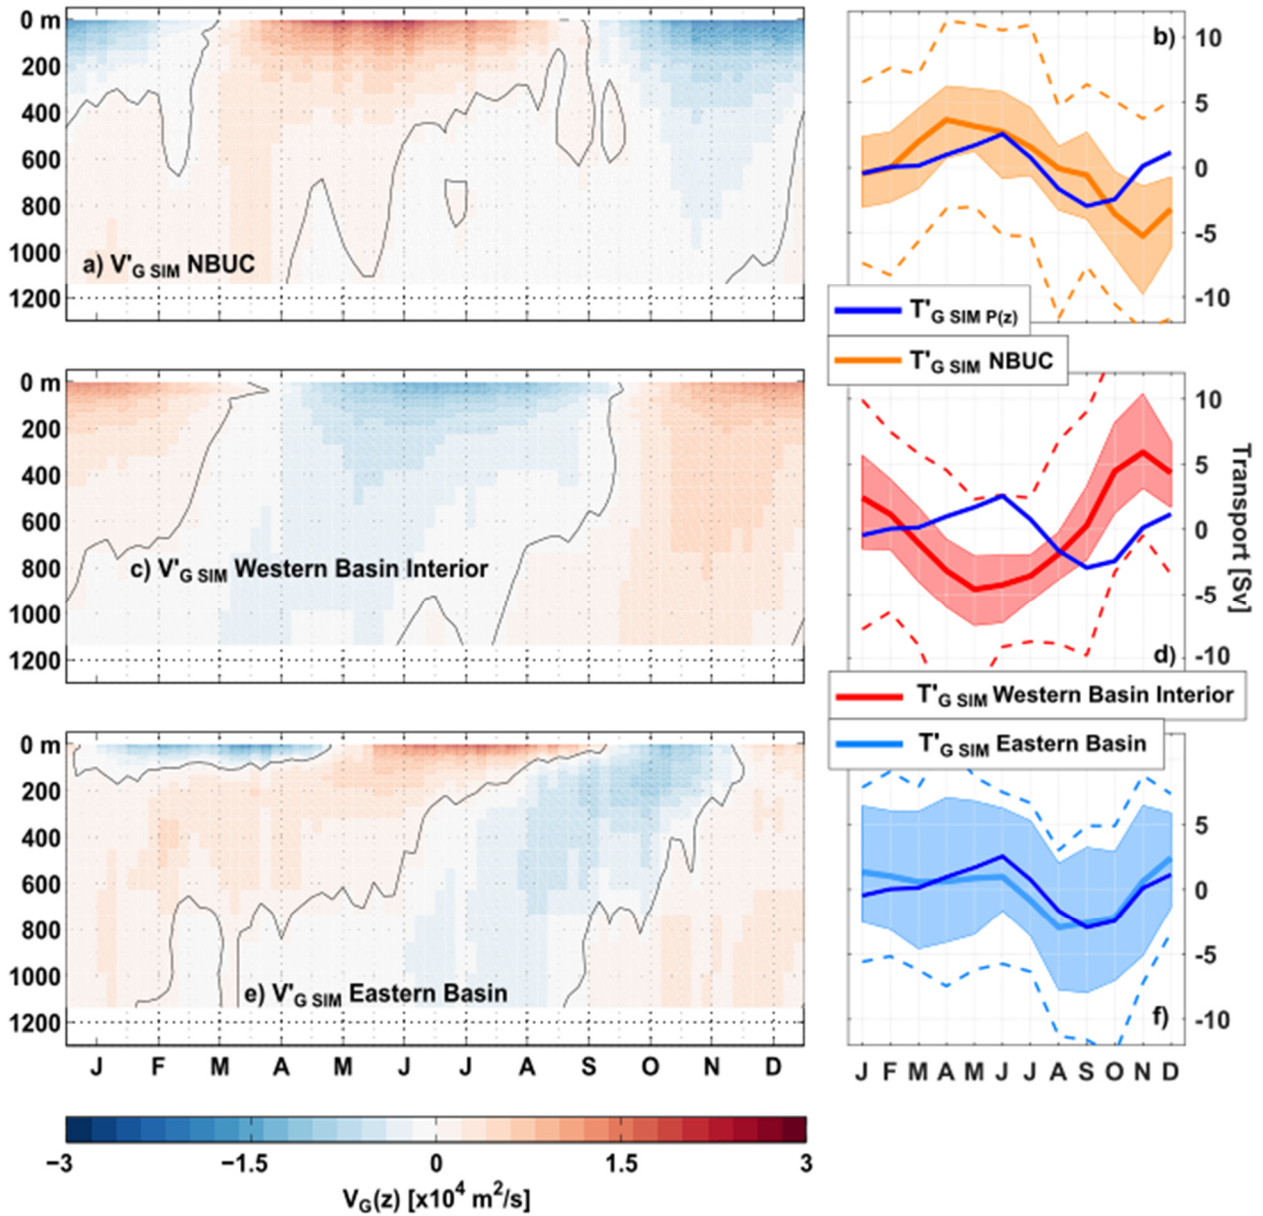 0 m
200
400
600
800
1000
1200
a) V'G SIM NBUC
b)
10
5
0
-5
-10
T'G SIM P(z)
T'G SIM NBUC
0 m
200
400
600
800
1000
1200
c) V'G SIM Western Basin Interior
10
5
0
-5
-10
d)
Transport [Sv]
T'G SIM Western Basin Interior
T'G SIM Eastern Basin
0 m
200
400
600
800
1000
1200
e) V'G SIM Eastern Basin
J F M A M J J A S O N D
5
0
-5
-10
f)
J F M A M J J A S O N D
−3 −1.5 0 1.5 3
VG(z) [x10⁴ m²/s]